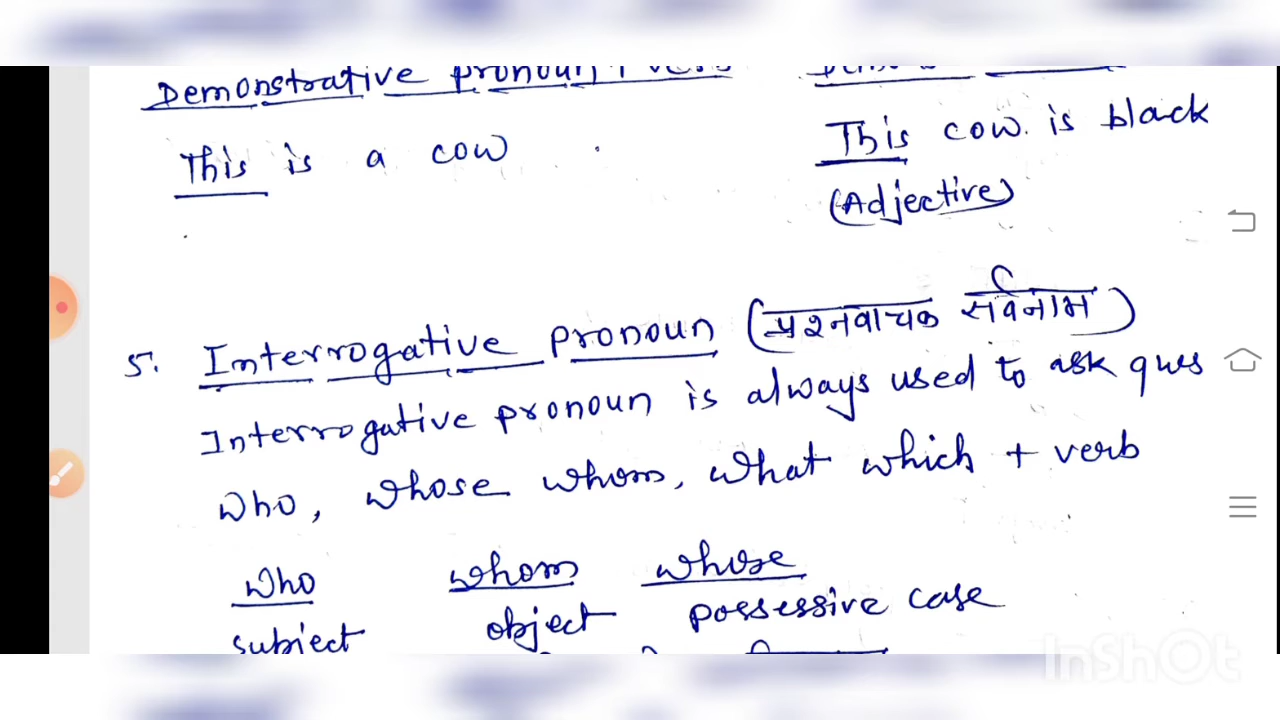 Demonstrative pronoun + verb
This is a cow
This cow is black
(Adjective)
5. Interrogative pronoun (प्रश्नवाचक सर्वनाम)
Interrogative pronoun is always used to ask ques
who, whose whom, what which + verb
who whom whose
subject object possessive case
InShOt